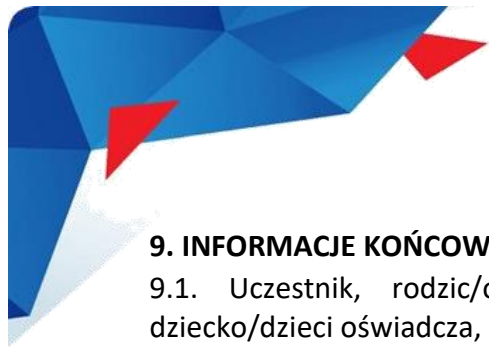 9. INFORMACJE KOŃCOW
9.1. Uczestnik, rodzic/
dziecko/dzieci oświadcza,